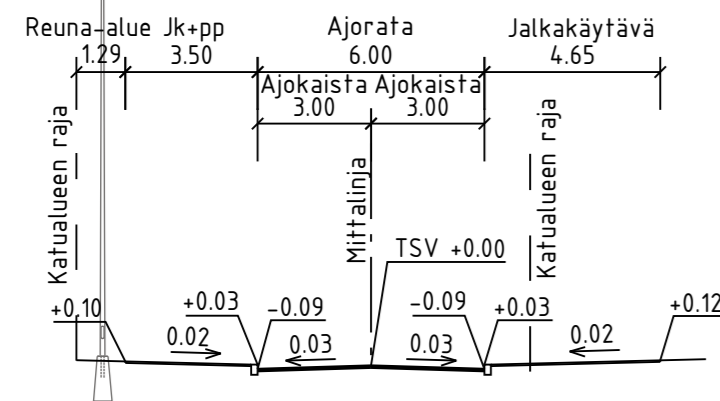 Reuna-alue Jk+pp Ajorata Jalkakäytävä
1.29 3.50 6.00 4.65
Ajokaista Ajokaista
3.00 3.00
Katualueen raja
Mittalinja
Katualueen raja
TSV +0.00
+0.10 +0.03 -0.09 -0.09 +0.03 +0.12
0.02 0.03 0.03 0.02